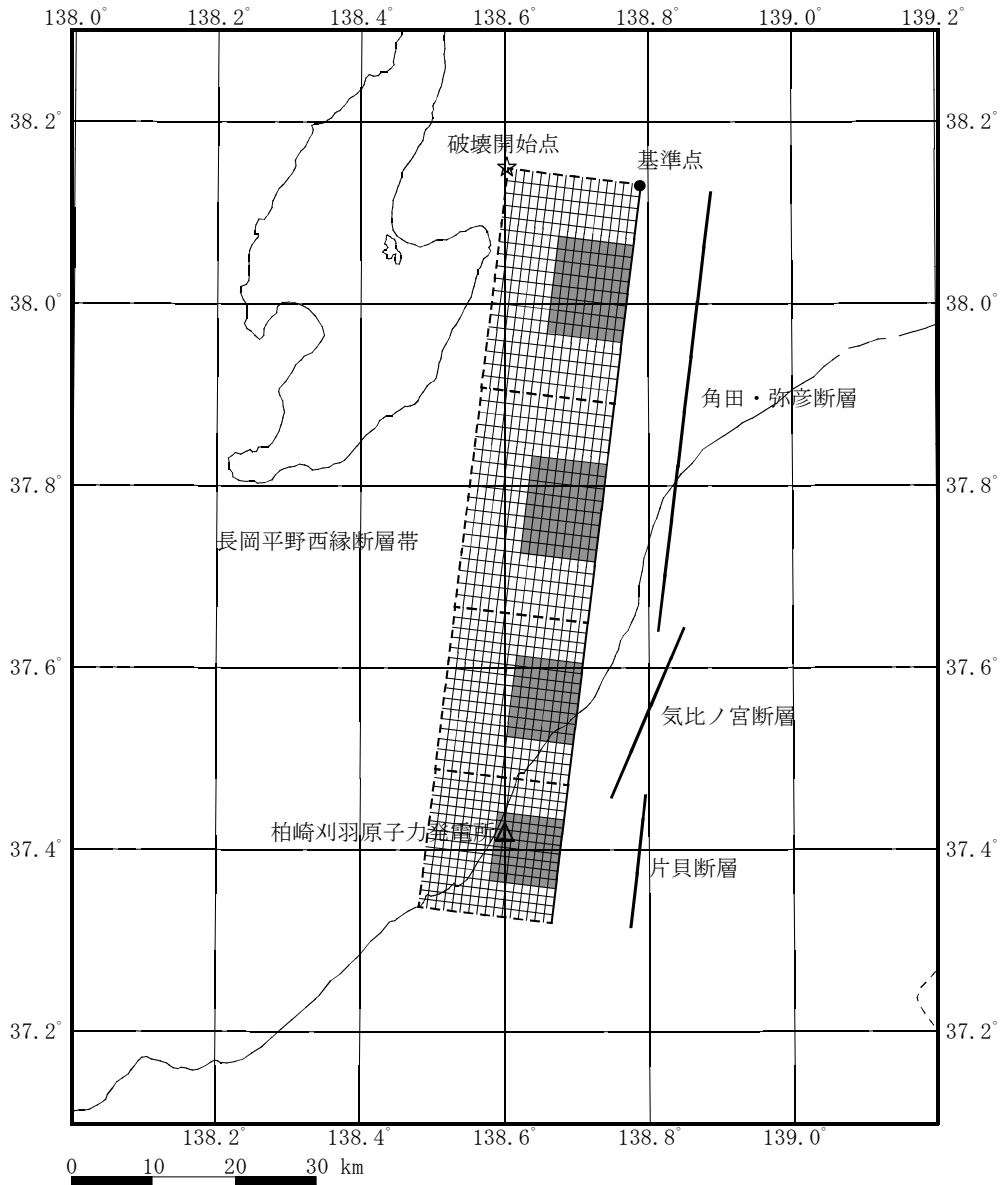 138.0° 138.2° 138.4° 138.6° 138.8° 139.0° 139.2°
38.2° 38.2°
破壊開始点
基準点
38.0° 38.0°
角田・弥彦断層
37.8° 37.8°
長岡平野西縁断層帯
37.6° 37.6°
気比ノ宮断層
柏崎刈羽原子力発電所
37.4° 37.4°
片貝断層
37.2° 37.2°
138.2° 138.4° 138.6° 138.8° 139.0°
0 10 20 30 km